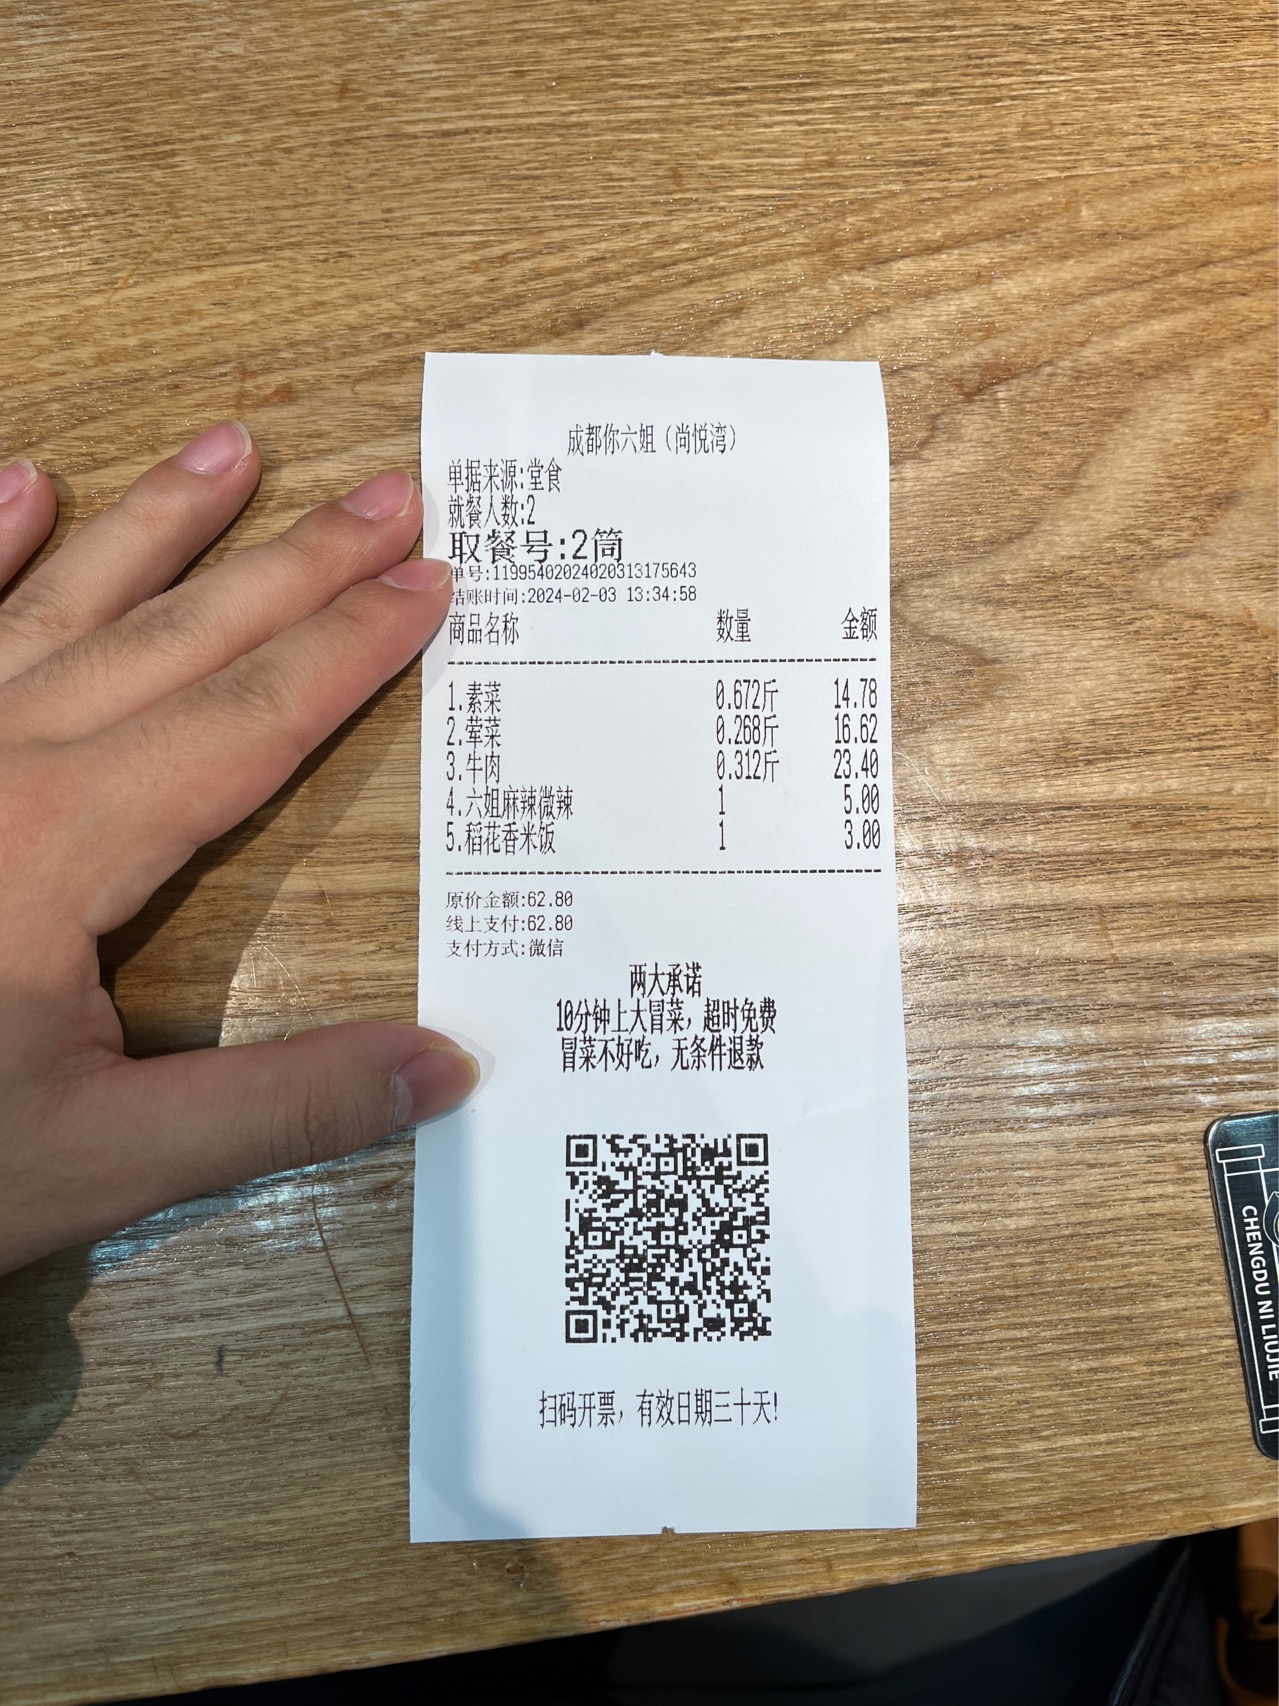 成都你六姐（尚悦湾）
单据来源:堂食
就餐人数:2
取餐号:2筒
单号:11995402024020313175643
结账时间:2024-02-03 13:34:58
商品名称 数量 金额
1.素菜 0.672斤 14.78
2.荤菜 0.268斤 16.62
3.牛肉 0.312斤 23.40
4.六姐麻辣微辣 1 5.00
5.稻花香米饭 1 3.00
原价金额:62.80
线上支付:62.80
支付方式:微信
两大承诺
10分钟上大冒菜，超时免费
冒菜不好吃，无条件退款
扫码开票，有效日期三十天!
CHENGDU NI LIUJIE